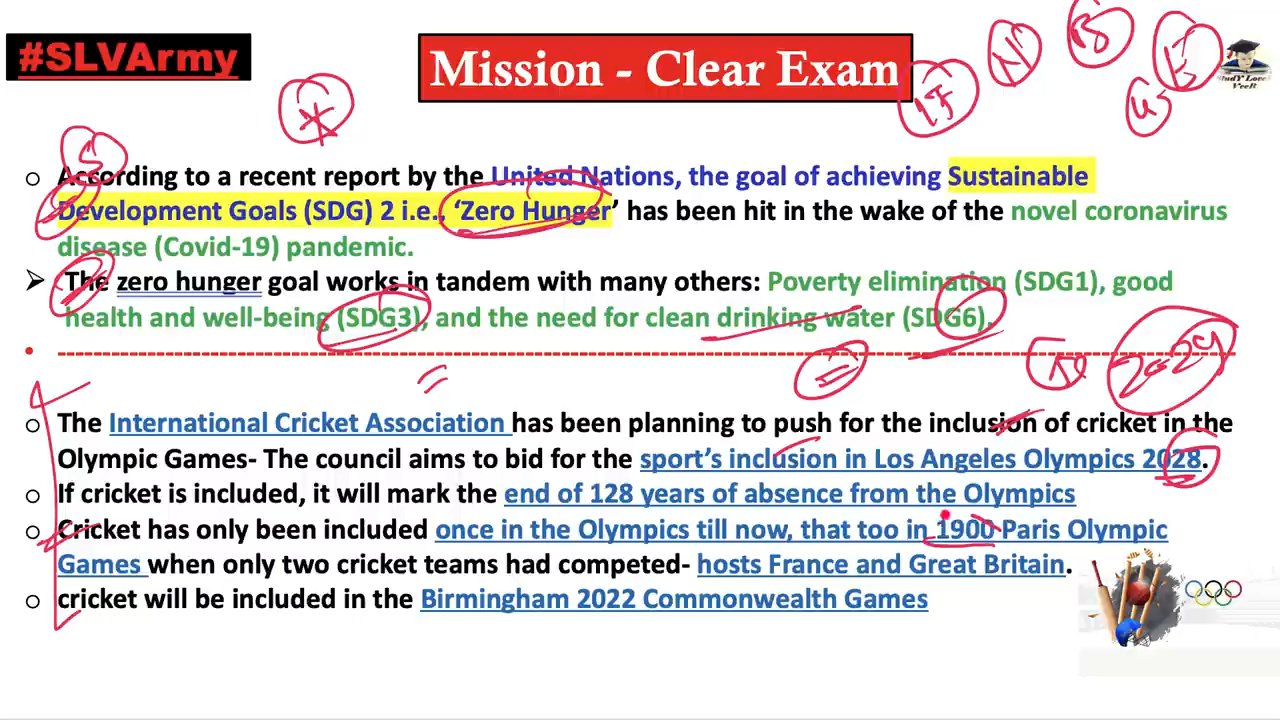 #SLVArmy
Mission - Clear Exam
StudY Lover
VeeR
According to a recent report by the United Nations, the goal of achieving Sustainable
Development Goals (SDG) 2 i.e., ‘Zero Hunger’ has been hit in the wake of the novel coronavirus
disease (Covid-19) pandemic.
The zero hunger goal works in tandem with many others: Poverty elimination (SDG1), good
health and well-being (SDG3), and the need for clean drinking water (SDG6).
The International Cricket Association has been planning to push for the inclusion of cricket in the
Olympic Games- The council aims to bid for the sport’s inclusion in Los Angeles Olympics 2028.
If cricket is included, it will mark the end of 128 years of absence from the Olympics
Cricket has only been included once in the Olympics till now, that too in 1900 Paris Olympic
Games when only two cricket teams had competed- hosts France and Great Britain.
cricket will be included in the Birmingham 2022 Commonwealth Games